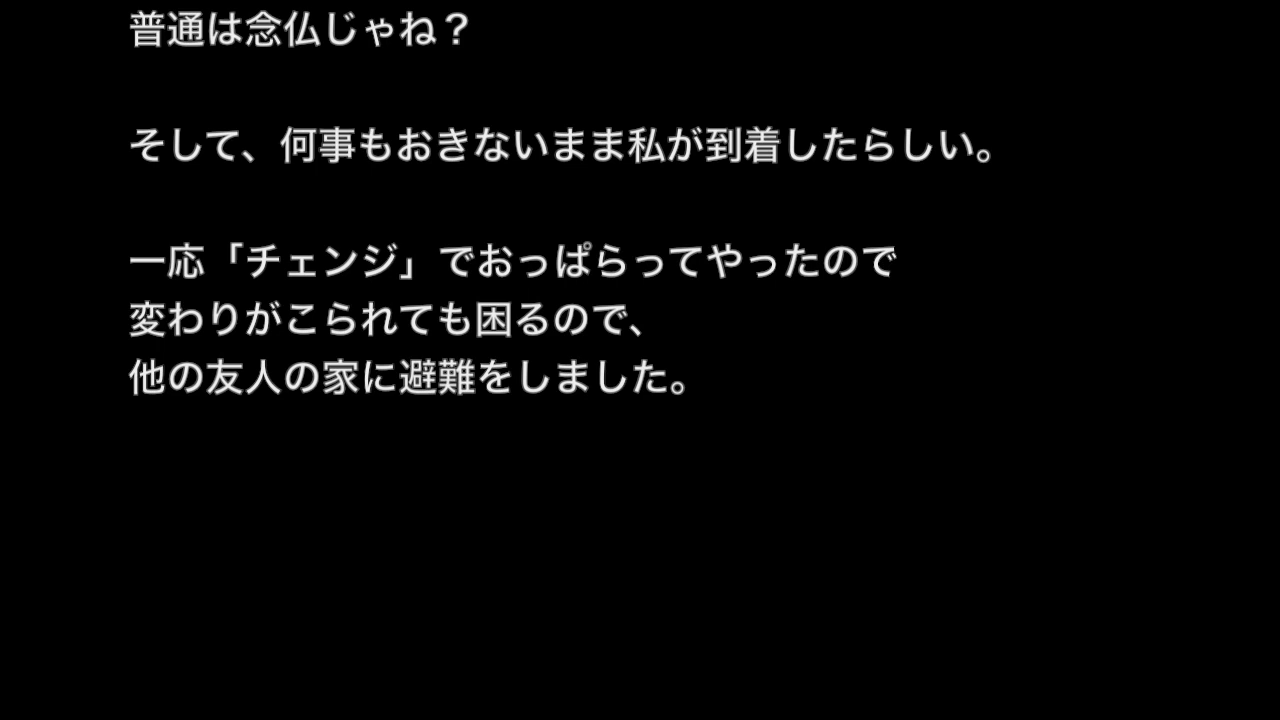 普通は念仏じゃね？
そして、何事もおきないまま私が到着したらしい。
一応「チェンジ」でおっぱらってやったので
変わりがこられても困るので、
他の友人の家に避難をしました。